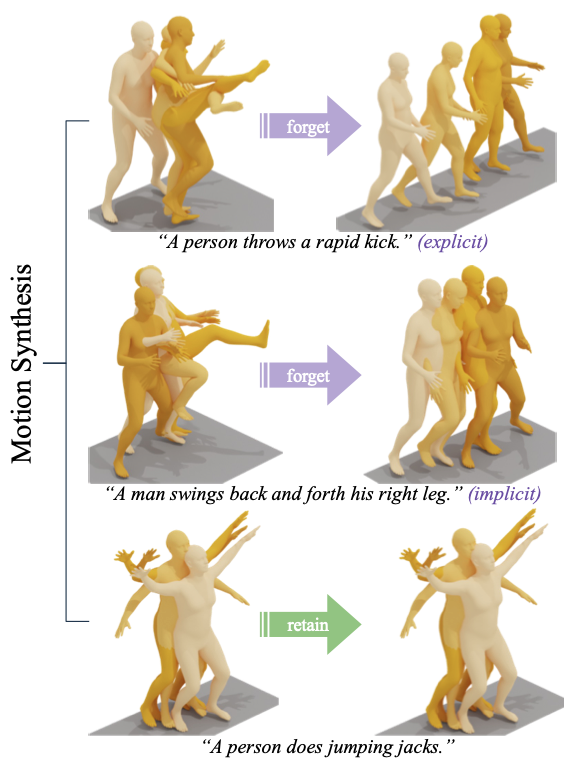 Motion Synthesis
forget
“A person throws a rapid kick.” (explicit)
forget
“A man swings back and forth his right leg.” (implicit)
retain
“A person does jumping jacks.”